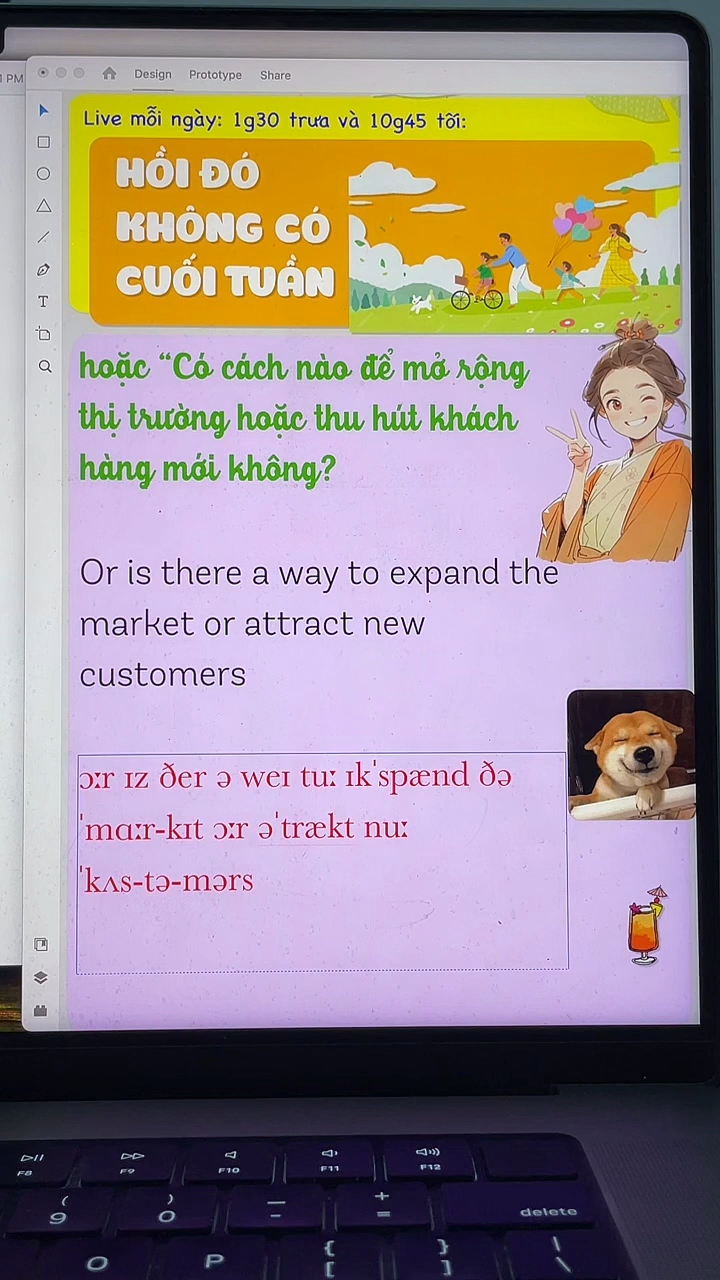 1 PM
Design Prototype Share
Live mỗi ngày: 1g30 trưa và 10g45 tối:
HỒI ĐÓ
KHÔNG CÓ
CUỐI TUẦN
hoặc “Có cách nào để mở rộng
thị trường hoặc thu hút khách
hàng mới không?
Or is there a way to expand the
market or attract new
customers
ɔːr ɪz ðer ə weɪ tuː ɪkˈspænd ðə
ˈmɑːr-kɪt ɔːr əˈtrækt nuː
ˈkʌs-tə-mərs
F8 F9 F10 F11 F12
( ) — +
9 0 - = delete
{ } |
O P [ ] \